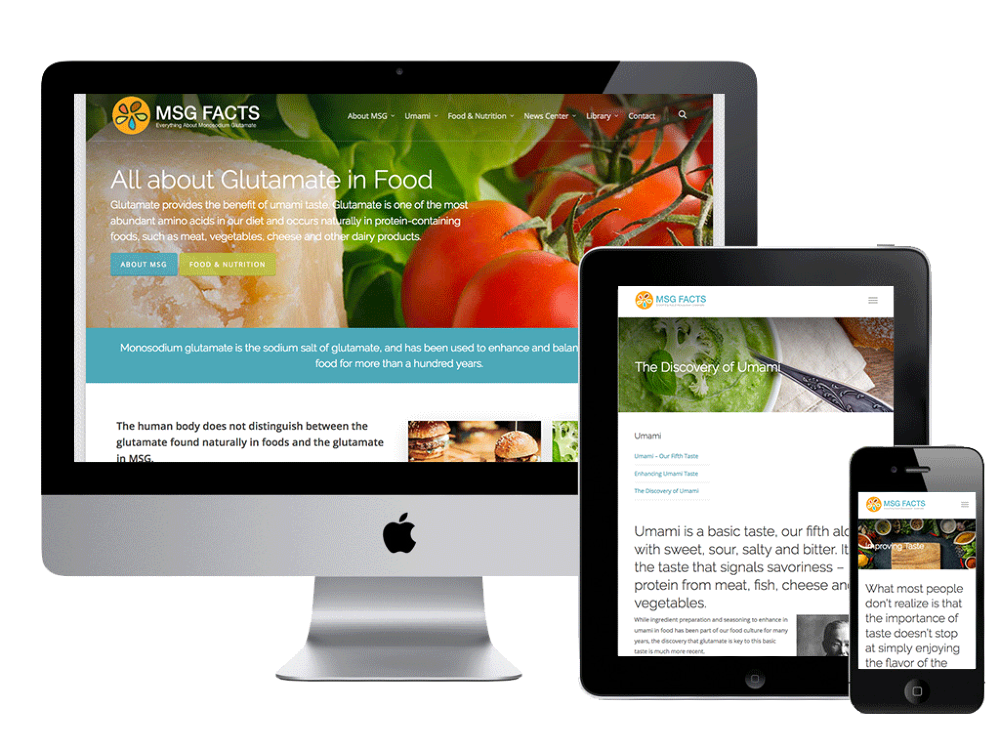 MSG FACTS
Everything About Monosodium Glutamate
About MSG
Umami
Food & Nutrition
News Center
Library
Contact
All about Glutamate in Food
Glutamate provides the benefit of umami taste. Glutamate is one of the most
abundant amino acids in our diet and occurs naturally in protein-containing
foods, such as meat, vegetables, cheese and other dairy products.
ABOUT MSG
FOOD & NUTRITION
Monosodium glutamate is the sodium salt of glutamate, and has been used to enhance and balan
food for more than a hundred years.
The human body does not distinguish between the
glutamate found naturally in foods and the glutamate
in MSG.
MSG FACTS
The Discovery of Umami
Umami
Umami – Our Fifth Taste
Enhancing Umami Taste
The Discovery of Umami
Umami is a basic taste, our fifth alo
with sweet, sour, salty and bitter. It
the taste that signals savoriness –
protein from meat, fish, cheese and
vegetables.
While ingredient preparation and seasoning to enhance in
umami in food has been part of our food culture for many
years, the discovery that glutamate is key to this basic
taste is much more recent.
MSG FACTS
Improving Taste
What most people
don't realize is that
the importance of
taste doesn't stop
at simply enjoying
the flavor of the